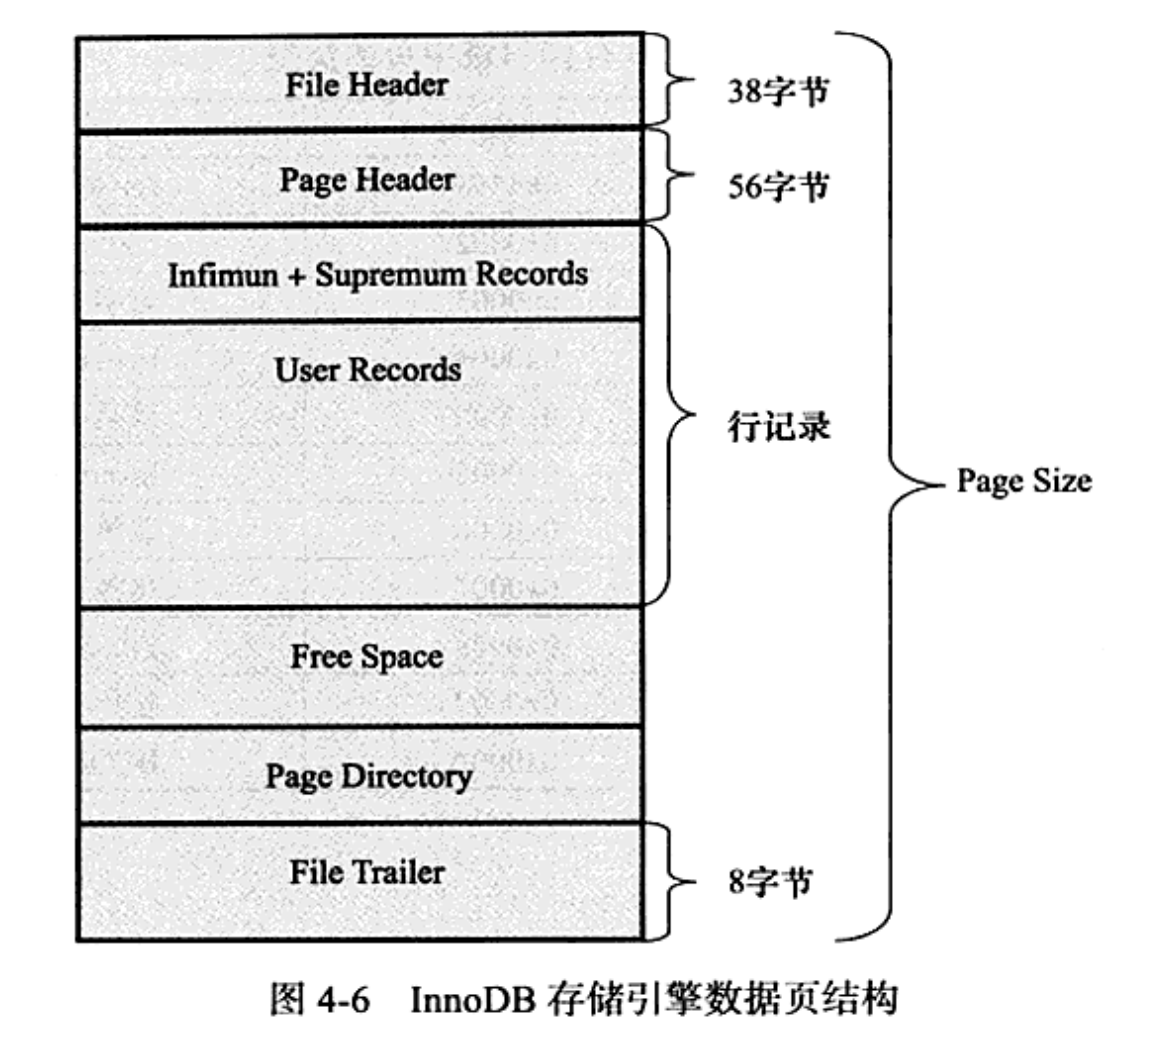 File Header
38字节
Page Header
56字节
Infimun + Supremum Records
User Records
行记录
Page Size
Free Space
Page Directory
File Trailer
8字节
图 4-6 InnoDB 存储引擎数据页结构